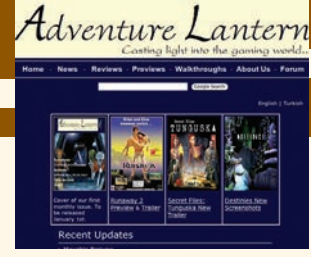 Adventure Lantern
Casting light into the gaming world..
Home - News - Reviews - Previews - Walkthroughs - About Us - Forum
Google Search
English | Turkish
TUNGUSKA
Cover of our first monthly issue. To be released January 1st.
Runaway 2 Preview & Trailer
Secret Files: Tunguska New Trailer
Destinies New Screenshots
Recent Updates